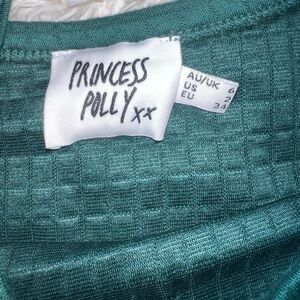 PRINCESS
POLLY xx
AU/UK 6
US 2
EU 34